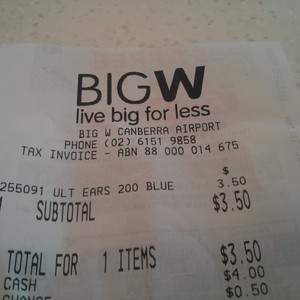 BIG W
live big for less
BIG W CANBERRA AIRPORT
PHONE (02) 6151 9858
TAX INVOICE - ABN 88 000 014 675
$
255091 ULT EARS 200 BLUE 3.50
SUBTOTAL $3.50
TOTAL FOR 1 ITEMS $3.50
CASH $4.00
CHANGE $0.50